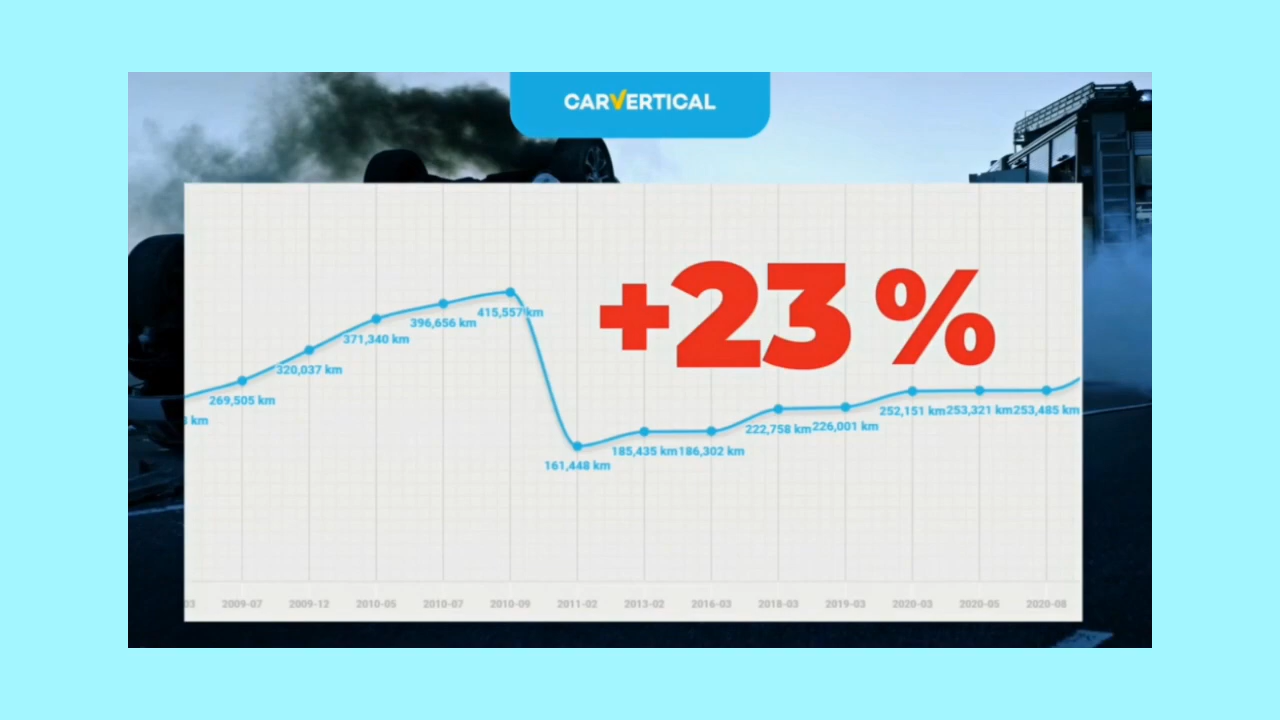 CARVERTICAL
+23 %
415,557 km
396,656 km
371,340 km
320,037 km
269,505 km
km
252,151 km 253,321 km 253,485 km
222,758 km 226,001 km
185,435 km 186,302 km
161,448 km
03 2009-07 2009-12 2010-05 2010-07 2010-09 2011-02 2013-02 2016-03 2018-03 2019-03 2020-03 2020-05 2020-08